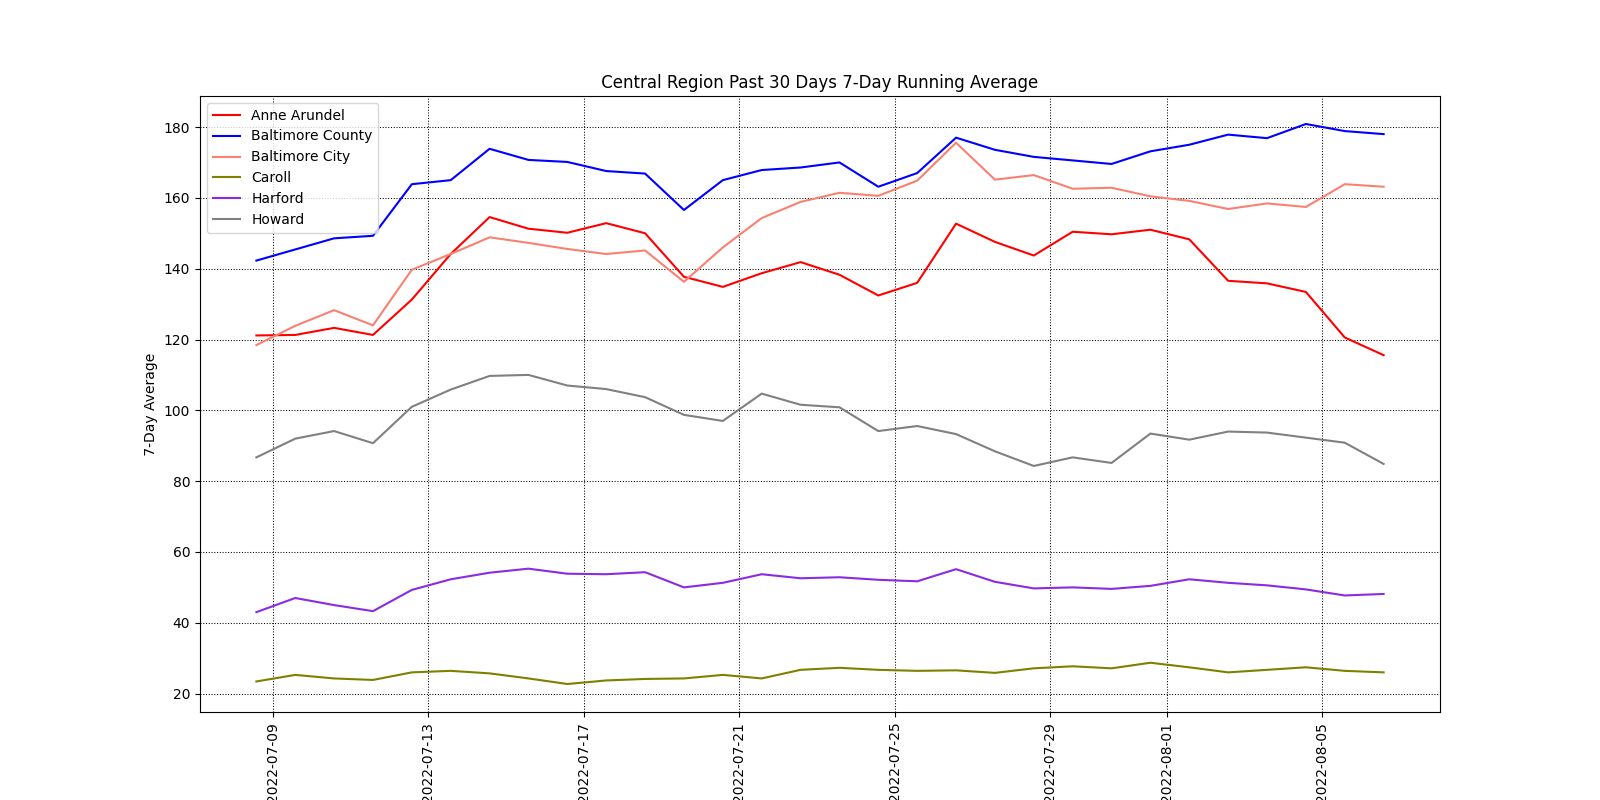 Central Region Past 30 Days 7-Day Running Average
Anne Arundel
Baltimore County
Baltimore City
Caroll
Harford
Howard
7-Day Average
180
160
140
120
100
80
60
40
20
2022-07-09
2022-07-13
2022-07-17
2022-07-21
2022-07-25
2022-07-29
2022-08-01
2022-08-05